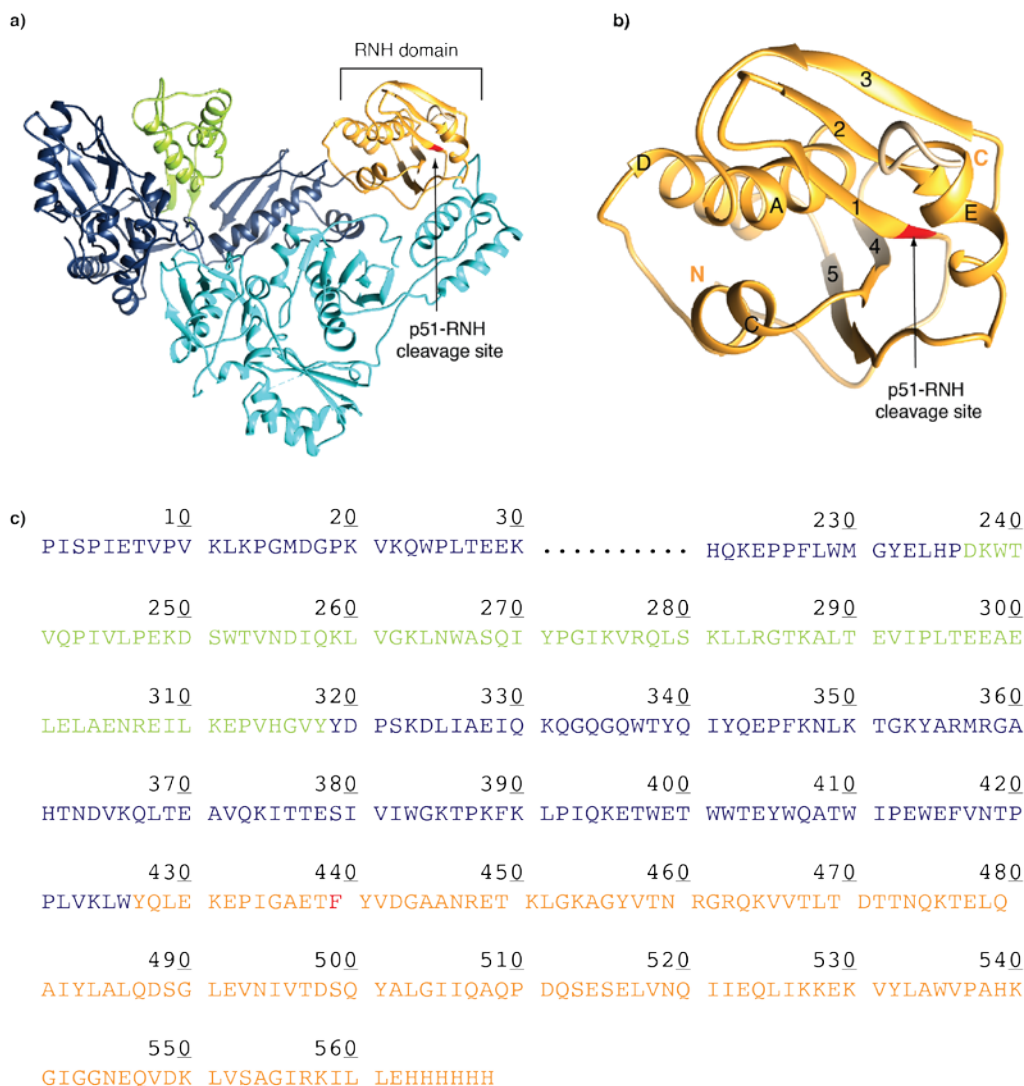 a)
RNH domain
p51-RNH
cleavage site
b)
3
2
D
C
A
1
E
4
N
5
C
p51-RNH
cleavage site
c)
10 20 30 230 240
PISPIETVPV KLKPGMDGPK VKQWPLTEEK .......... HQKEPPFLWM GYELHPDKWT
250 260 270 280 290 300
VQPIVLPEKD SWTVNDIQKL VGKLNWASQI YPGIKVRQLS KLLRGTKALT EVIPLTEEAE
310 320 330 340 350 360
LELAENREIL KEPVHGVYYD PSKDLIAEIQ KQGQGQWTYQ IYQEPFKNLK TGKYARMRGA
370 380 390 400 410 420
HTNDVKQLTE AVQKITTESI VIWGKTPKFK LPIQKETWET WWTEYWQATW IPEWEFVNTP
430 440 450 460 470 480
PLVKLWYQLE KEPIGAETF YVDGAANRET KLGKAGYVTN RGRQKVVTLT DTTNQKTELQ
490 500 510 520 530 540
AIYLALQDSG LEVNIVTDSQ YALGIIQAQP DQSESELVNQ IIEQLIKKEK VYLAWVPAHK
550 560
GIGGNEQVDK LVSAGIRKIL LEHHHHHH